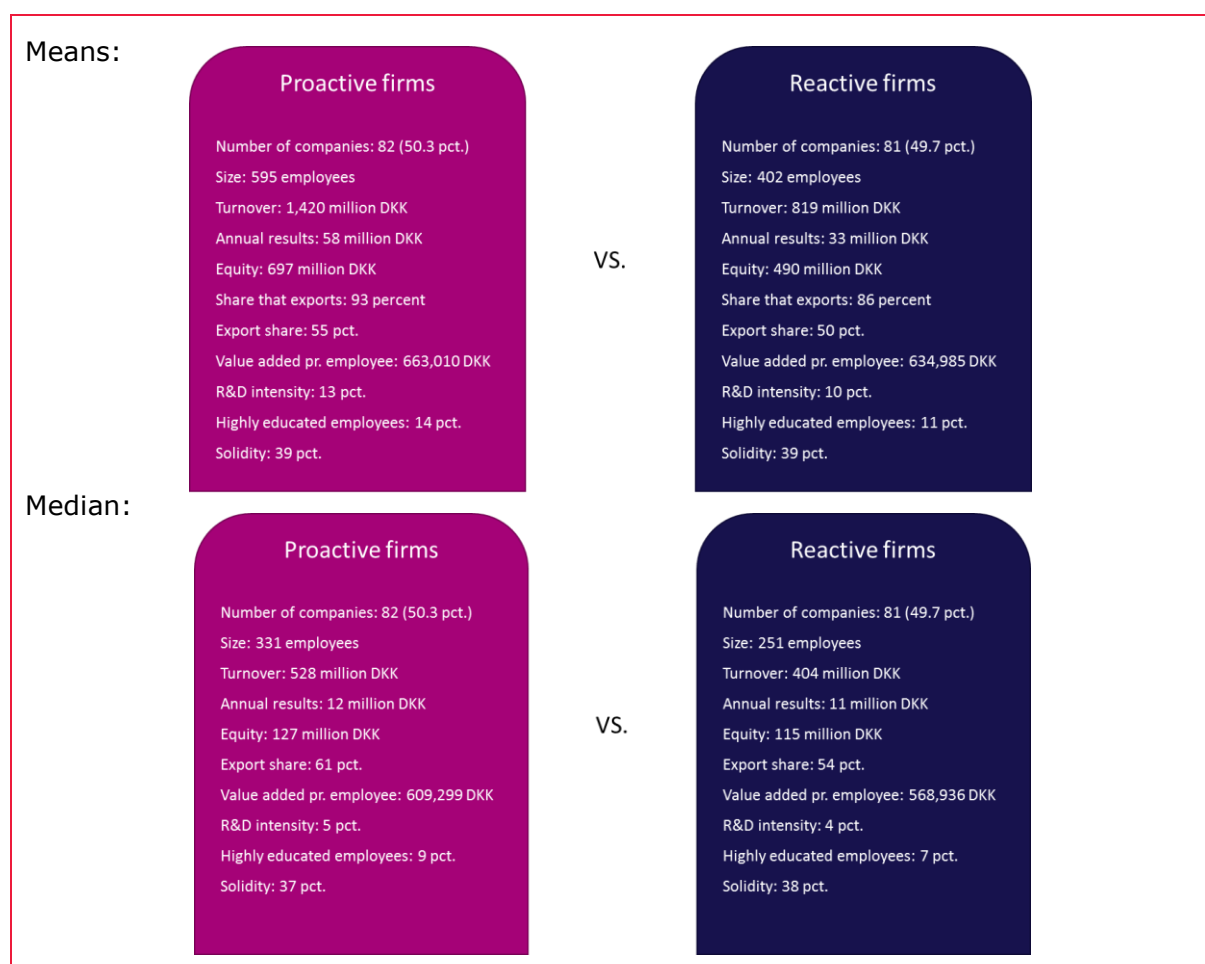 Means:
Proactive firms
Number of companies: 82 (50.3 pct.)
Size: 595 employees
Turnover: 1,420 million DKK
Annual results: 58 million DKK
Equity: 697 million DKK
Share that exports: 93 percent
Export share: 55 pct.
Value added pr. employee: 663,010 DKK
R&D intensity: 13 pct.
Highly educated employees: 14 pct.
Solidity: 39 pct.
VS.
Reactive firms
Number of companies: 81 (49.7 pct.)
Size: 402 employees
Turnover: 819 million DKK
Annual results: 33 million DKK
Equity: 490 million DKK
Share that exports: 86 percent
Export share: 50 pct.
Value added pr. employee: 634,985 DKK
R&D intensity: 10 pct.
Highly educated employees: 11 pct.
Solidity: 39 pct.
Median:
Proactive firms
Number of companies: 82 (50.3 pct.)
Size: 331 employees
Turnover: 528 million DKK
Annual results: 12 million DKK
Equity: 127 million DKK
Export share: 61 pct.
Value added pr. employee: 609,299 DKK
R&D intensity: 5 pct.
Highly educated employees: 9 pct.
Solidity: 37 pct.
VS.
Reactive firms
Number of companies: 81 (49.7 pct.)
Size: 251 employees
Turnover: 404 million DKK
Annual results: 11 million DKK
Equity: 115 million DKK
Export share: 54 pct.
Value added pr. employee: 568,936 DKK
R&D intensity: 4 pct.
Highly educated employees: 7 pct.
Solidity: 38 pct.